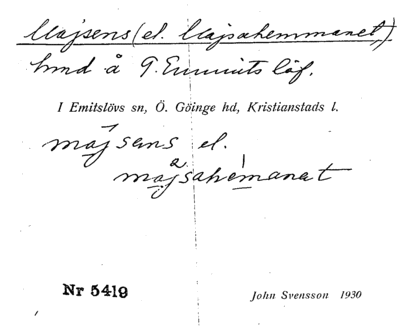 Majsens (el. Majsahemmanet)
hmd å 9. Emmits löf.
I Emitslövs sn, Ö. Göinge hd, Kristianstads l.
majsens el.
majsahemanat
Nr 5419
John Svensson 1930